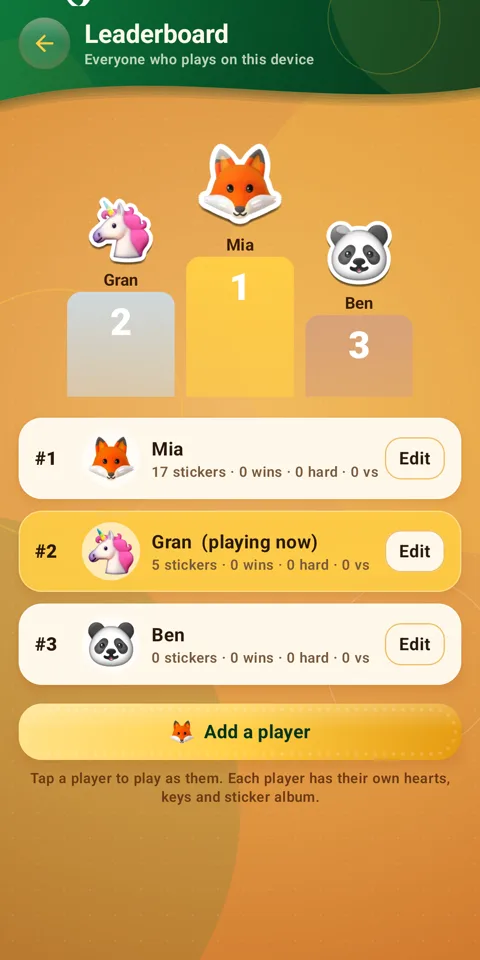 Leaderboard
Everyone who plays on this device
Mia
Gran
1
Ben
2
3
#1
Mia
17 stickers · 0 wins · 0 hard · 0 vs
Edit
#2
Gran (playing now)
5 stickers · 0 wins · 0 hard · 0 vs
Edit
#3
Ben
0 stickers · 0 wins · 0 hard · 0 vs
Edit
Add a player
Tap a player to play as them. Each player has their own hearts,
keys and sticker album.